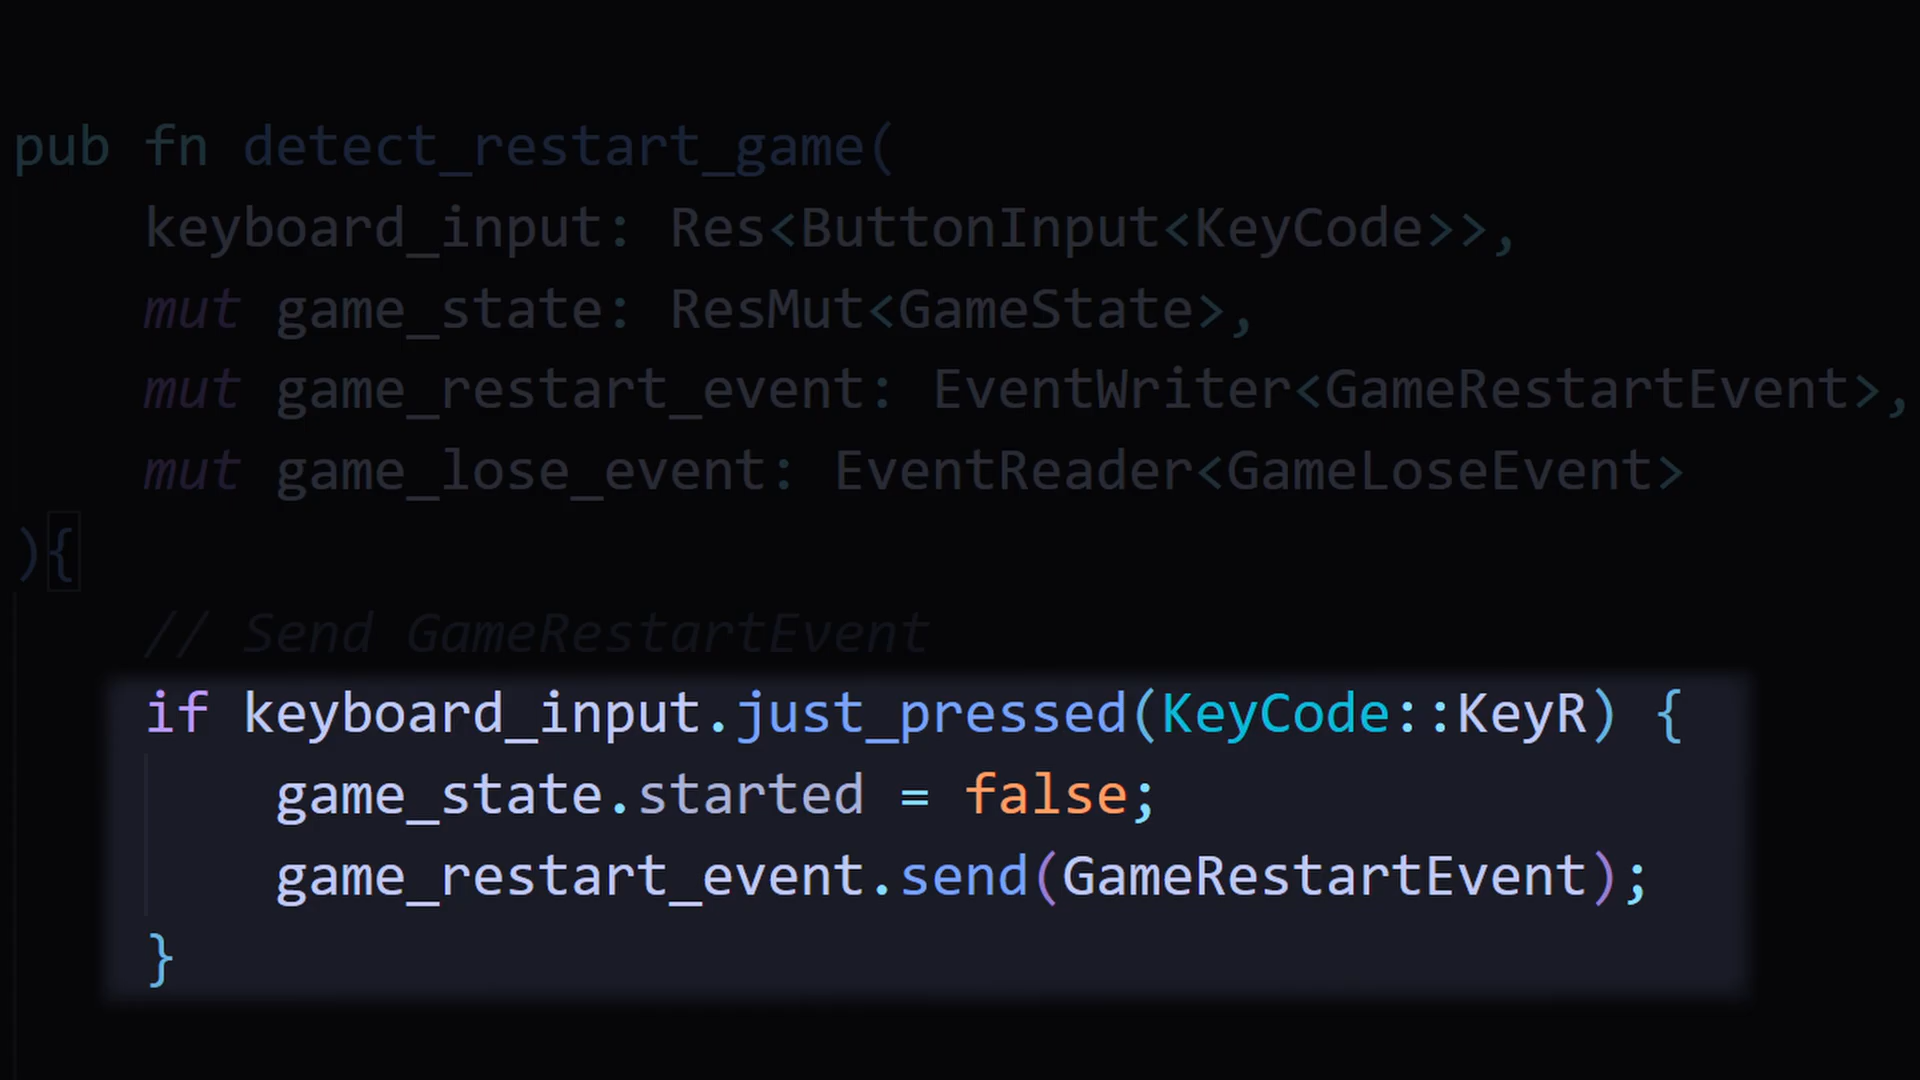 pub fn detect_restart_game(
    keyboard_input: Res<ButtonInput<KeyCode>>,
    mut game_state: ResMut<GameState>,
    mut game_restart_event: EventWriter<GameRestartEvent>,
    mut game_lose_event: EventReader<GameLoseEvent>
){
    // Send GameRestartEvent
    if keyboard_input.just_pressed(KeyCode::KeyR) {
        game_state.started = false;
        game_restart_event.send(GameRestartEvent);
    }